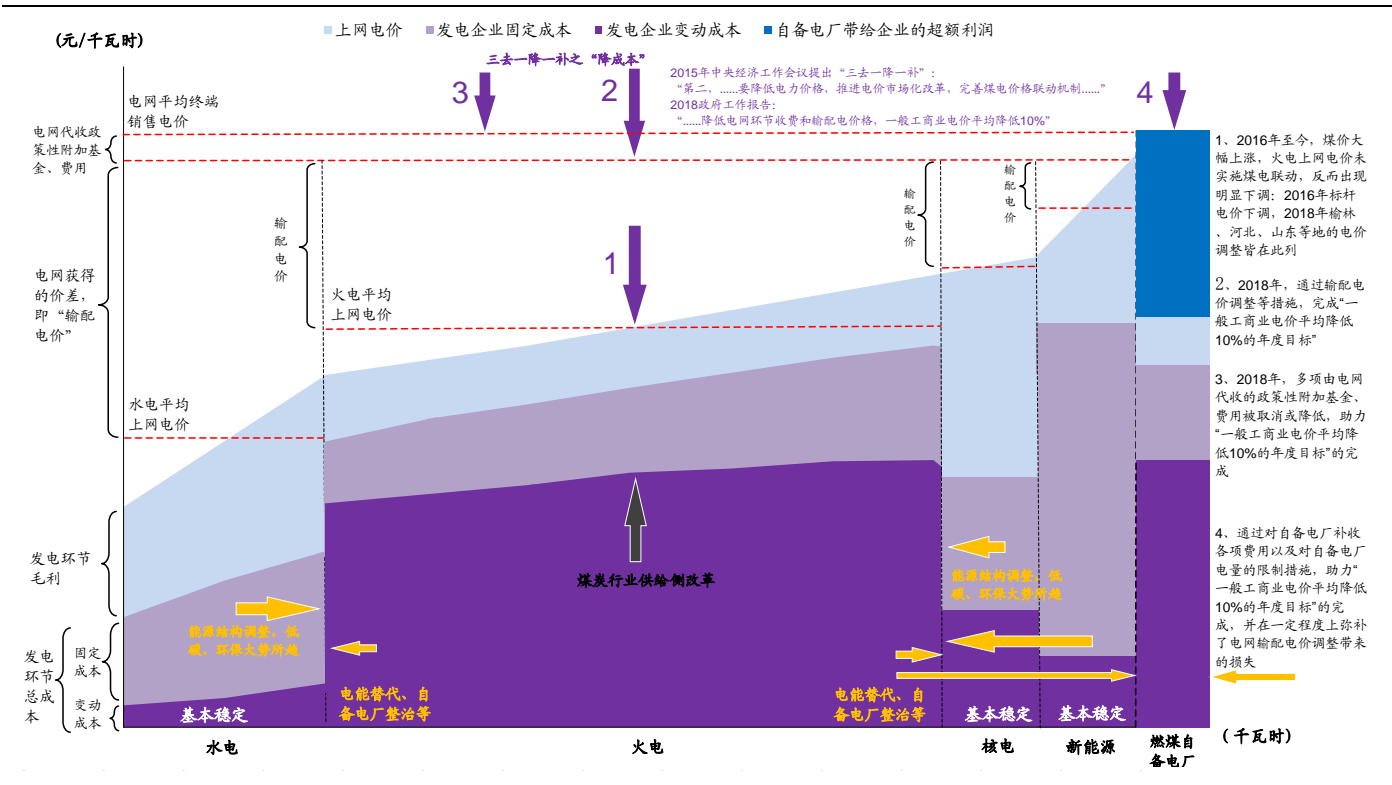 (元/千瓦时)
上网电价
发电企业固定成本
发电企业变动成本
自备电厂带给企业的超额利润
三去一降一补之“降成本”
3
2
4
2015年中央经济工作会议提出“三去一降一补”：
“第二，……要降低电力价格，推进电价市场化改革，完善煤电价格联动机制……”
2018政府工作报告：
“……降低电网环节收费和输配电价格，一般工商业电价平均降低10%”
电网平均终端
销售电价
电网代收政
策性附加基
金、费用
输
配
电
价
输
配
电
价
输
配
电
价
电网获得
的价差，
即“输配
电价”
1
火电平均
上网电价
水电平均
上网电价
发电环节
毛利
发电
环节
总成
本
固定
成本
变动
成本
煤炭行业供给侧改革
能源结构调整，低
碳、环保大势所趋
能源结构调整，低
碳、环保大势所趋
电能替代、自
备电厂整治等
电能替代、自
备电厂整治等
基本稳定
基本稳定
基本稳定
水电
火电
核电
新能源
燃煤自
备电厂
(千瓦时)
1、2016年至今，煤价大
幅上涨，火电上网电价未
实施煤电联动，反而出现
明显下调：2016年标杆
电价下调，2018年榆林
、河北、山东等地的电价
调整皆在此列
2、2018年，通过输配电
价调整等措施，完成“一
般工商业电价平均降低
10%的年度目标”
3、2018年，多项由电网
代收的政策性附加基金、
费用被取消或降低，助力
“一般工商业电价平均降
低10%的年度目标”的完
成
4、通过对自备电厂补收
各项费用以及对自备电厂
电量的限制措施，助力“
一般工商业电价平均降低
10%的年度目标”的完
成，并在一定程度上弥补
了电网输配电价调整带来
的损失